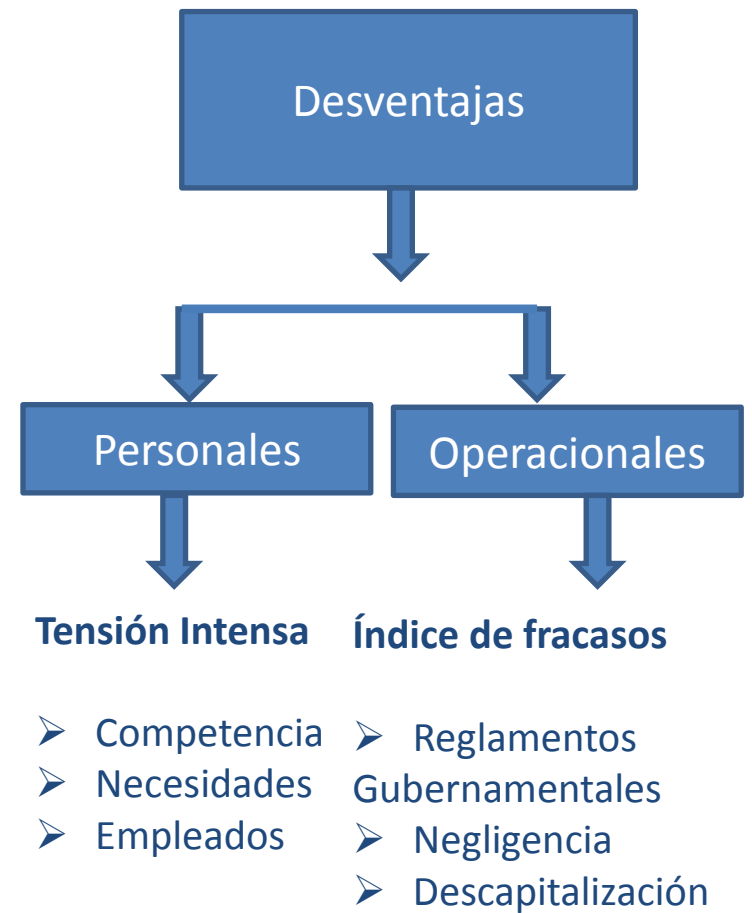 Desventajas
Personales
Operacionales
Tensión Intensa
➢ Competencia
➢ Necesidades
➢ Empleados
Índice de fracasos
➢ Reglamentos
Gubernamentales
➢ Negligencia
➢ Descapitalización